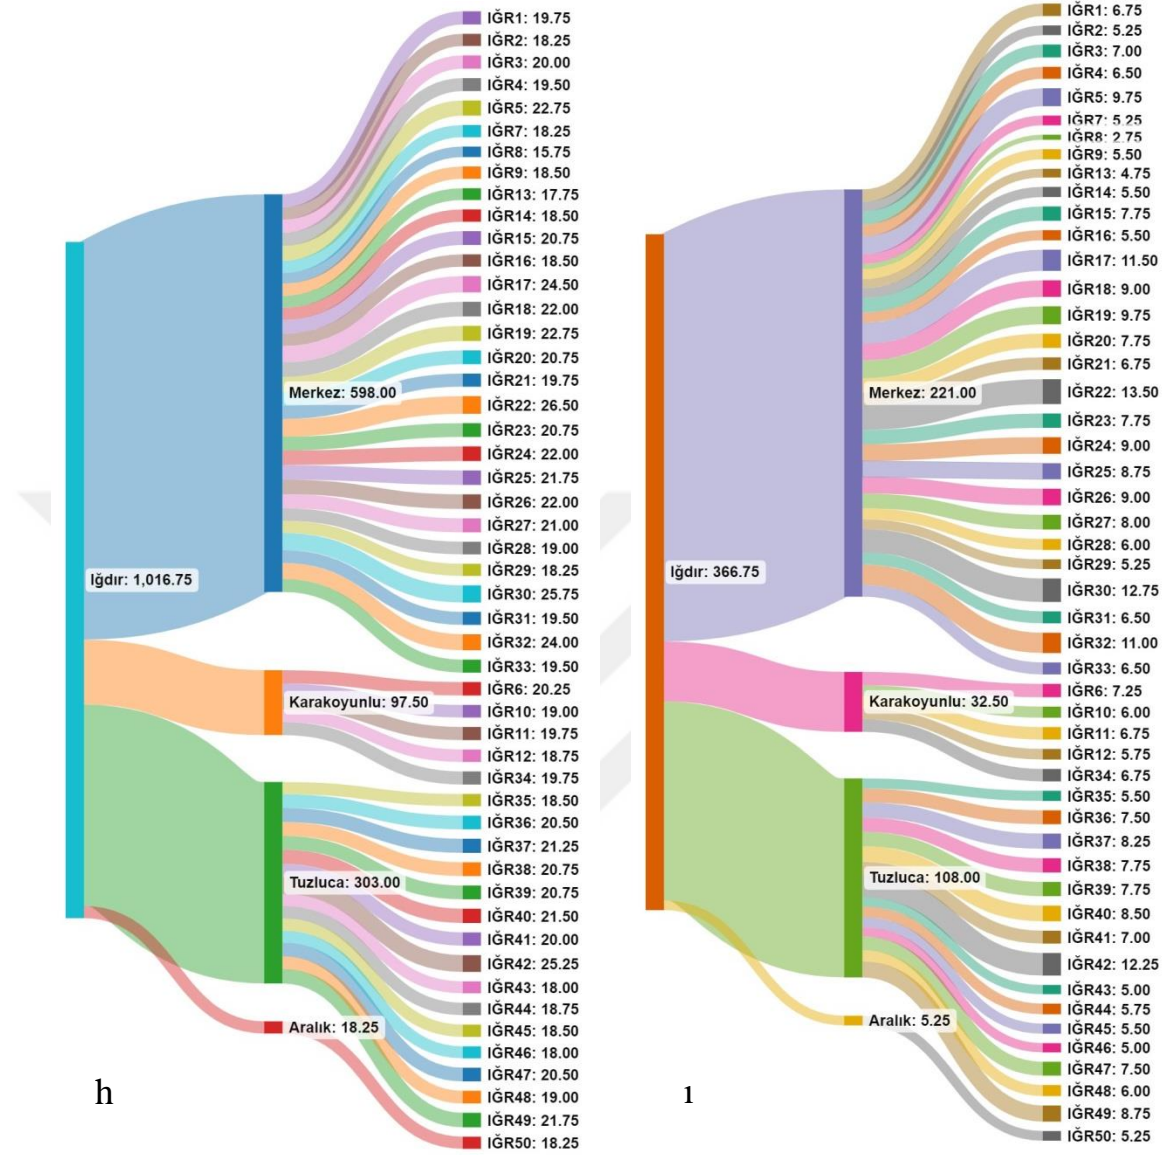 IĞR1: 19.75
IĞR2: 18.25
IĞR3: 20.00
IĞR4: 19.50
IĞR5: 22.75
IĞR7: 18.25
IĞR8: 15.75
IĞR9: 18.50
IĞR13: 17.75
IĞR14: 18.50
IĞR15: 20.75
IĞR16: 18.50
IĞR17: 24.50
IĞR18: 22.00
IĞR19: 22.75
IĞR20: 20.75
IĞR21: 19.75
Merkez: 598.00
IĞR22: 26.50
IĞR23: 20.75
IĞR24: 22.00
IĞR25: 21.75
IĞR26: 22.00
IĞR27: 21.00
IĞR28: 19.00
IĞR29: 18.25
Iğdır: 1,016.75
IĞR30: 25.75
IĞR31: 19.50
IĞR32: 24.00
IĞR33: 19.50
IĞR6: 20.25
Karakoyunlu: 97.50
IĞR10: 19.00
IĞR11: 19.75
IĞR12: 18.75
IĞR34: 19.75
IĞR35: 18.50
IĞR36: 20.50
IĞR37: 21.25
IĞR38: 20.75
Tuzluca: 303.00
IĞR39: 20.75
IĞR40: 21.50
IĞR41: 20.00
IĞR42: 25.25
IĞR43: 18.00
IĞR44: 18.75
Aralık: 18.25
IĞR45: 18.50
IĞR46: 18.00
IĞR47: 20.50
IĞR48: 19.00
IĞR49: 21.75
IĞR50: 18.25
h
IĞR1: 6.75
IĞR2: 5.25
IĞR3: 7.00
IĞR4: 6.50
IĞR5: 9.75
IĞR7: 5.25
IĞR8: 2.75
IĞR9: 5.50
IĞR13: 4.75
IĞR14: 5.50
IĞR15: 7.75
IĞR16: 5.50
IĞR17: 11.50
IĞR18: 9.00
IĞR19: 9.75
IĞR20: 7.75
IĞR21: 6.75
Merkez: 221.00
IĞR22: 13.50
IĞR23: 7.75
IĞR24: 9.00
IĞR25: 8.75
IĞR26: 9.00
IĞR27: 8.00
IĞR28: 6.00
IĞR29: 5.25
Iğdır: 366.75
IĞR30: 12.75
IĞR31: 6.50
IĞR32: 11.00
IĞR33: 6.50
IĞR6: 7.25
Karakoyunlu: 32.50
IĞR10: 6.00
IĞR11: 6.75
IĞR12: 5.75
IĞR34: 6.75
IĞR35: 5.50
IĞR36: 7.50
IĞR37: 8.25
IĞR38: 7.75
Tuzluca: 108.00
IĞR39: 7.75
IĞR40: 8.50
IĞR41: 7.00
IĞR42: 12.25
IĞR43: 5.00
IĞR44: 5.75
Aralık: 5.25
IĞR45: 5.50
IĞR46: 5.00
IĞR47: 7.50
IĞR48: 6.00
IĞR49: 8.75
IĞR50: 5.25
ı